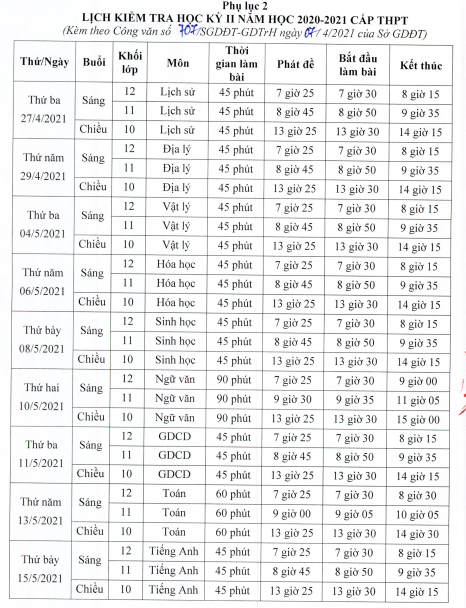 Phụ lục 2
LỊCH KIỂM TRA HỌC KỲ II NĂM HỌC 2020-2021 CẤP THPT
(Kèm theo Công văn số 707/SGDĐT-GDTrH ngày 07/4/2021 của Sở GDĐT)
Thứ/Ngày Buổi Khối lớp Môn Thời gian làm bài Phát đề Bắt đầu làm bài Kết thúc
Thứ ba 27/4/2021 Sáng 12 Lịch sử 45 phút 7 giờ 25 7 giờ 30 8 giờ 15
11 Lịch sử 45 phút 8 giờ 45 8 giờ 50 9 giờ 35
Chiều 10 Lịch sử 45 phút 13 giờ 25 13 giờ 30 14 giờ 15
Thứ năm 29/4/2021 Sáng 12 Địa lý 45 phút 7 giờ 25 7 giờ 30 8 giờ 15
11 Địa lý 45 phút 8 giờ 45 8 giờ 50 9 giờ 35
Chiều 10 Địa lý 45 phút 13 giờ 25 13 giờ 30 14 giờ 15
Thứ ba 04/5/2021 Sáng 12 Vật lý 45 phút 7 giờ 25 7 giờ 30 8 giờ 15
11 Vật lý 45 phút 8 giờ 45 8 giờ 50 9 giờ 35
Chiều 10 Vật lý 45 phút 13 giờ 25 13 giờ 30 14 giờ 15
Thứ năm 06/5/2021 Sáng 12 Hóa học 45 phút 7 giờ 25 7 giờ 30 8 giờ 15
11 Hóa học 45 phút 8 giờ 45 8 giờ 50 9 giờ 35
Chiều 10 Hóa học 45 phút 13 giờ 25 13 giờ 30 14 giờ 15
Thứ bảy 08/5/2021 Sáng 12 Sinh học 45 phút 7 giờ 25 7 giờ 30 8 giờ 15
11 Sinh học 45 phút 8 giờ 45 8 giờ 50 9 giờ 35
Chiều 10 Sinh học 45 phút 13 giờ 25 13 giờ 30 14 giờ 15
Thứ hai 10/5/2021 Sáng 12 Ngữ văn 90 phút 7 giờ 25 7 giờ 30 9 giờ 00
11 Ngữ văn 90 phút 9 giờ 30 9 giờ 35 11 giờ 05
Chiều 10 Ngữ văn 90 phút 13 giờ 25 13 giờ 30 15 giờ 00
Thứ ba 11/5/2021 Sáng 12 GDCD 45 phút 7 giờ 25 7 giờ 30 8 giờ 15
11 GDCD 45 phút 8 giờ 45 8 giờ 50 9 giờ 35
Chiều 10 GDCD 45 phút 13 giờ 25 13 giờ 30 14 giờ 15
Thứ năm 13/5/2021 Sáng 12 Toán 60 phút 7 giờ 25 7 giờ 30 8 giờ 30
11 Toán 60 phút 9 giờ 00 9 giờ 05 10 giờ 05
Chiều 10 Toán 60 phút 13 giờ 25 13 giờ 30 14 giờ 30
Thứ bảy 15/5/2021 Sáng 12 Tiếng Anh 45 phút 7 giờ 25 7 giờ 30 8 giờ 15
11 Tiếng Anh 45 phút 8 giờ 45 8 giờ 50 9 giờ 35
Chiều 10 Tiếng Anh 45 phút 13 giờ 25 13 giờ 30 14 giờ 15